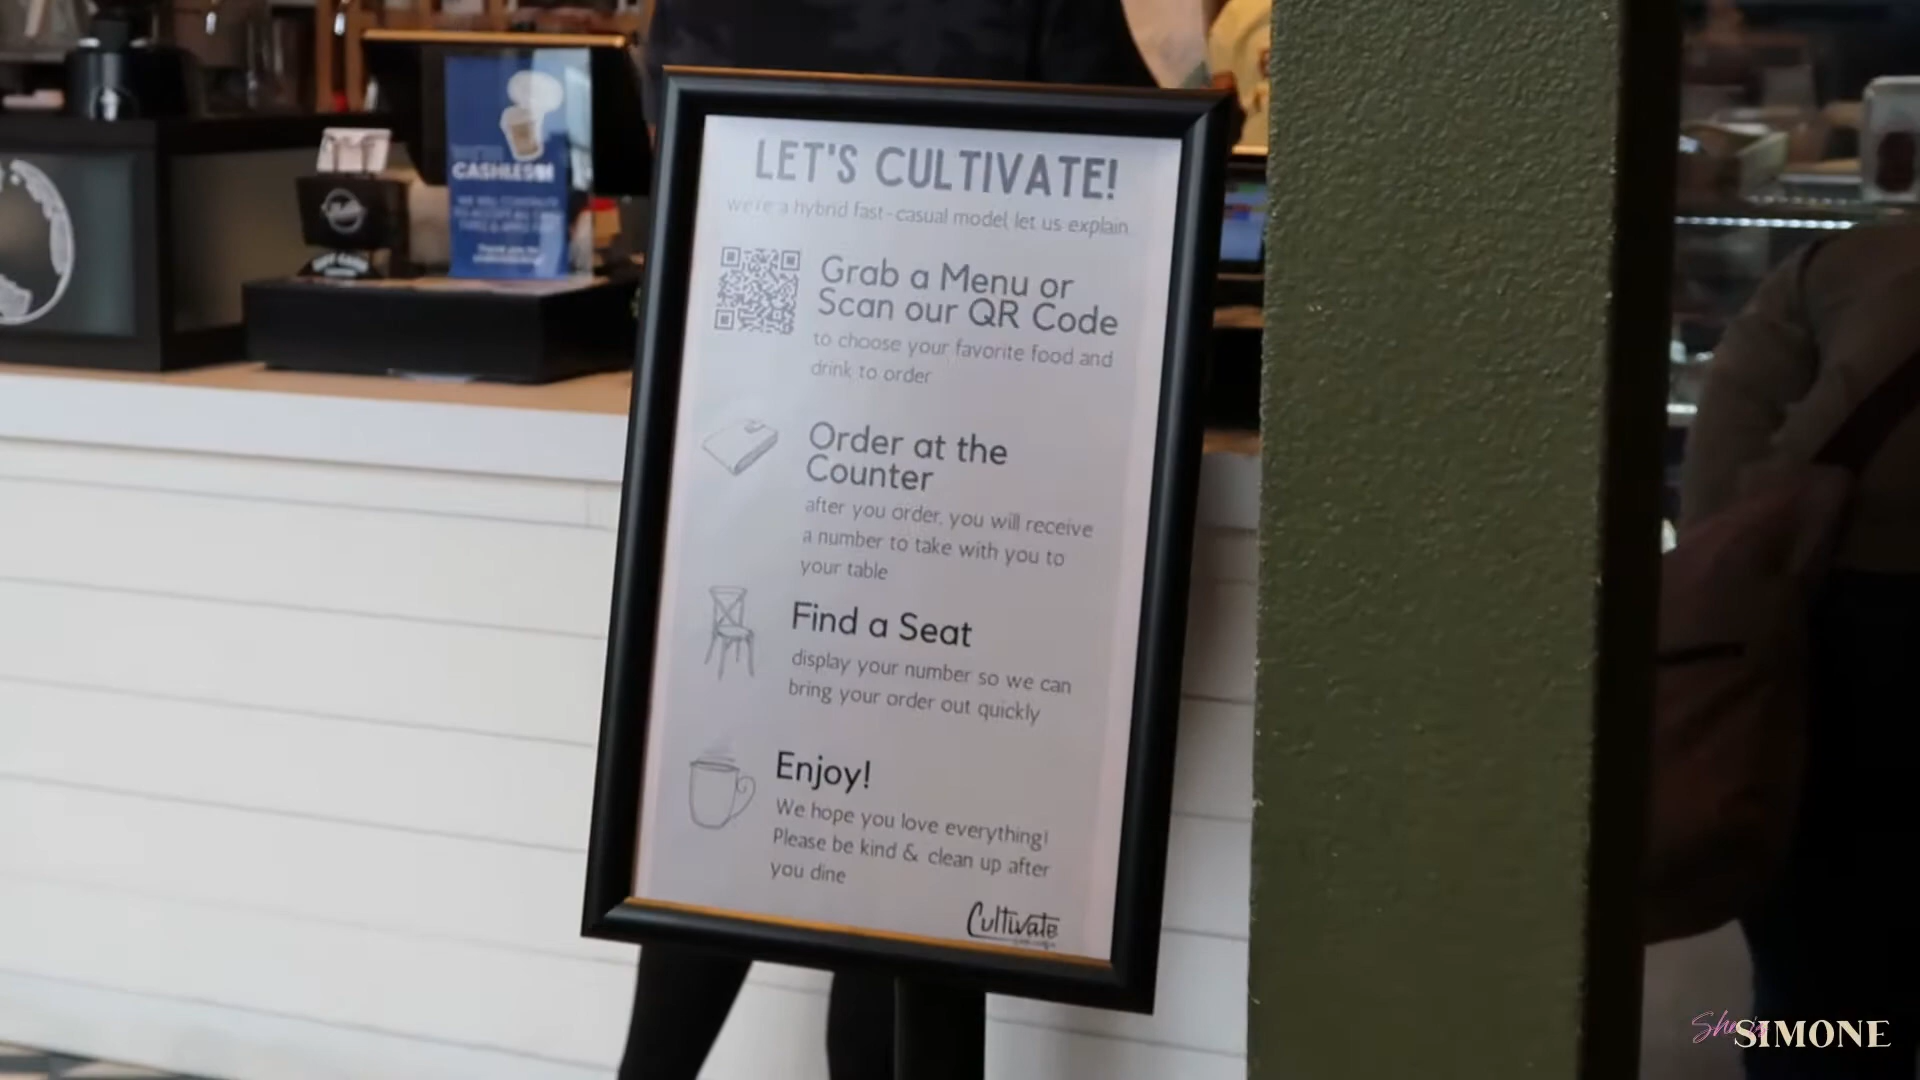 LET'S CULTIVATE!
we're a hybrid fast-casual model, let us explain
Grab a Menu or
Scan our QR Code
to choose your favorite food and
drink to order
Order at the
Counter
after you order, you will receive
a number to take with you to
your table
Find a Seat
display your number so we can
bring your order out quickly
Enjoy!
We hope you love everything!
Please be kind & clean up after
you dine
Cultivate
CASHLESS!
SIMONE